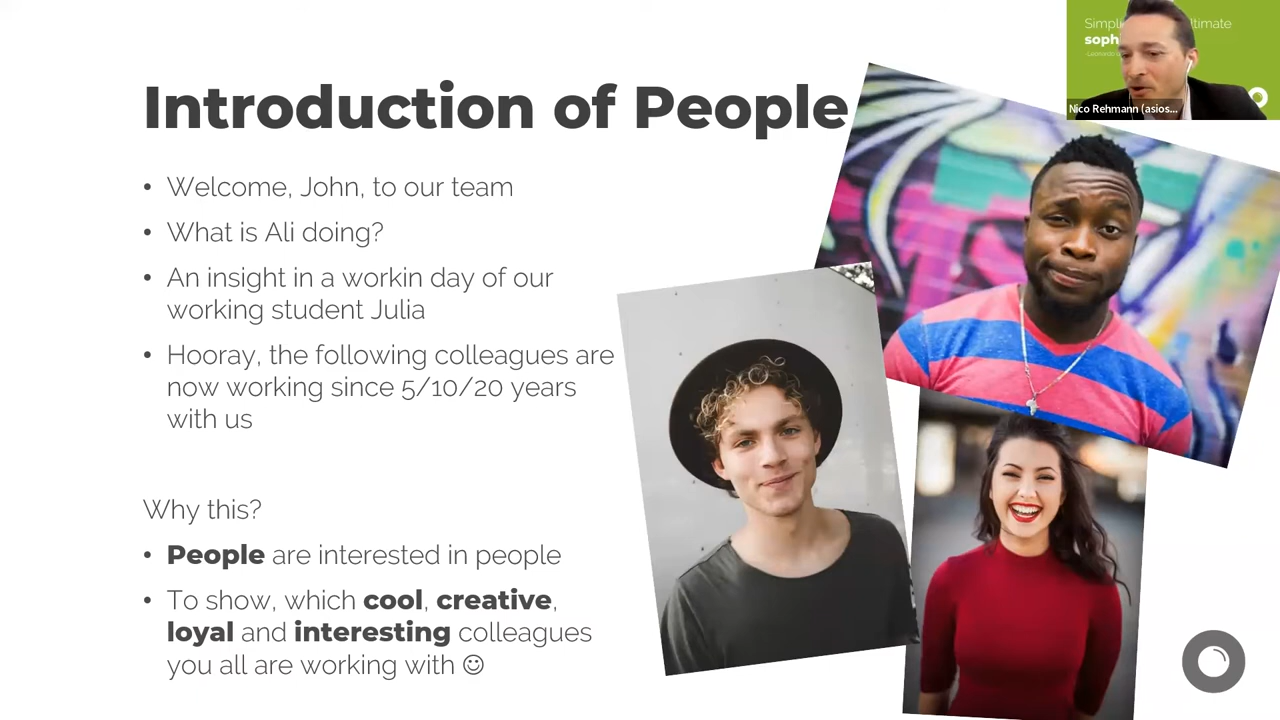 Introduction of People
• Welcome, John, to our team
• What is Ali doing?
• An insight in a workin day of our
working student Julia
• Hooray, the following colleagues are
now working since 5/10/20 years
with us
Why this?
• People are interested in people
• To show, which cool, creative,
loyal and interesting colleagues
you all are working with ☺
Nico Rehmann (asios...